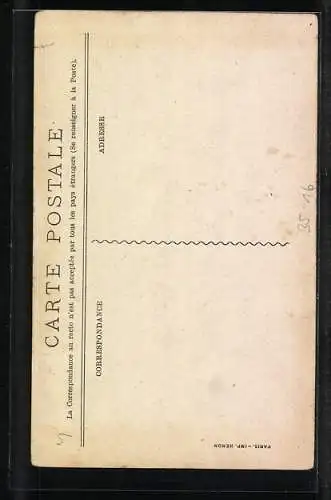 CARTE POSTALE
La Correspondance au recto n'est pas acceptée par tous les pays étrangers (Se renseigner à la Poste).
CORRESPONDANCE
ADRESSE
35-16
PARIS. - IMP. HENON